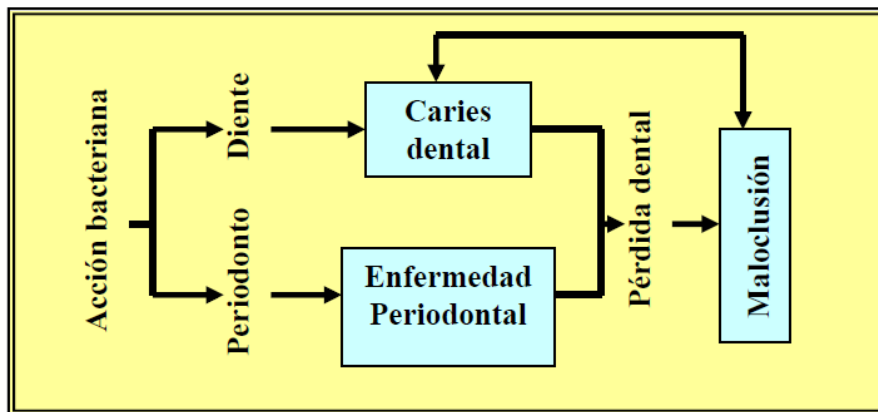 Acción bacteriana
Diente
Periodonto
Caries
dental
Enfermedad
Periodontal
Pérdida dental
Maloclusión